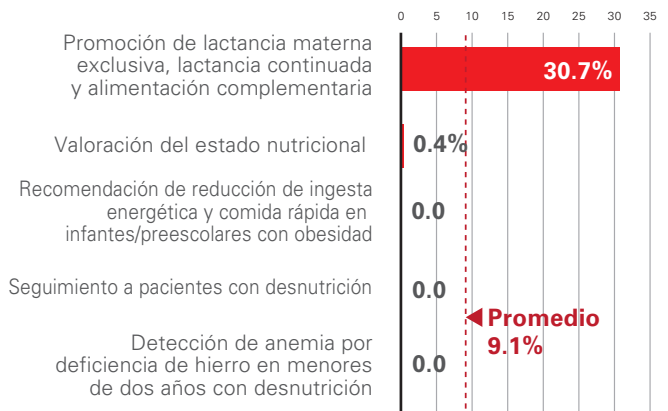 0 5 10 15 20 25 30 35
Promoción de lactancia materna
exclusiva, lactancia continuada
y alimentación complementaria
30.7%
Valoración del estado nutricional
0.4%
Recomendación de reducción de ingesta
energética y comida rápida en
infantes/preescolares con obesidad
0.0
Seguimiento a pacientes con desnutrición
0.0
Promedio
9.1%
Detección de anemia por
deficiencia de hierro en menores
de dos años con desnutrición
0.0